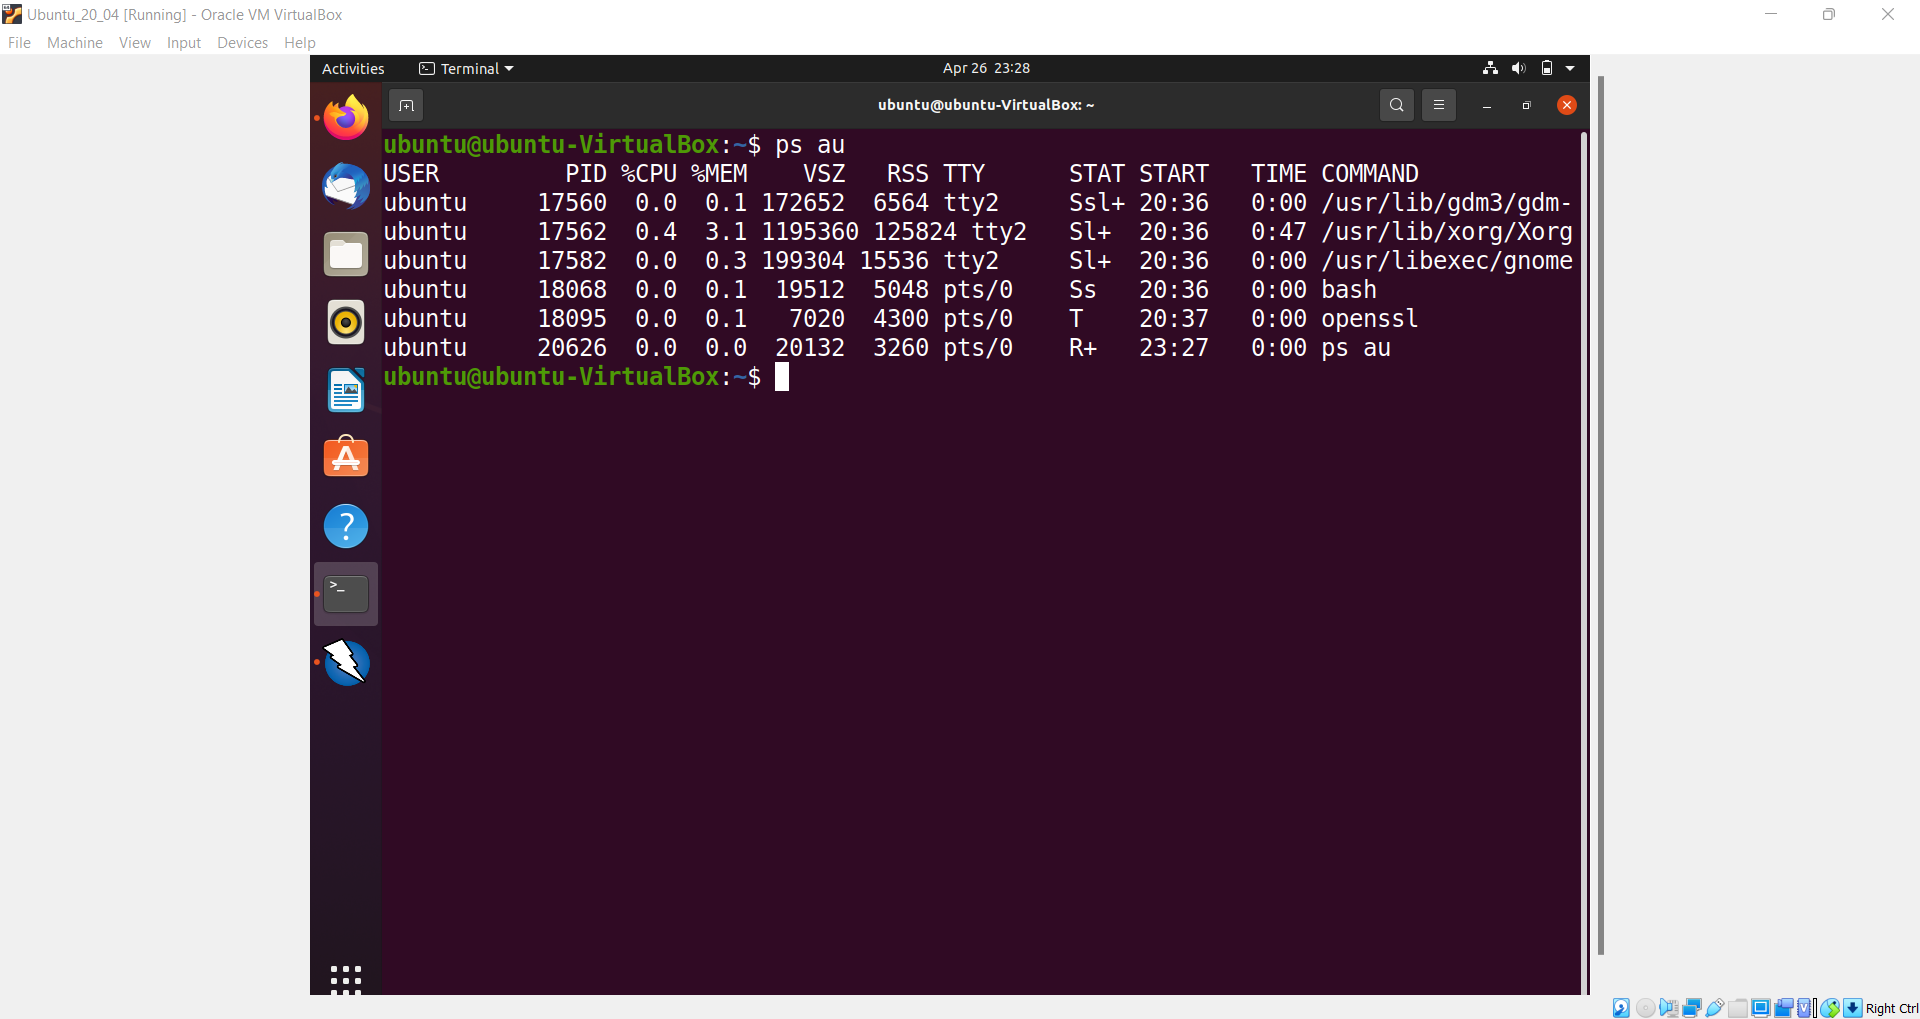 Ubuntu_20_04 [Running] - Oracle VM VirtualBox
File Machine View Input Devices Help
Activities Terminal Apr 26 23:28
ubuntu@ubuntu-VirtualBox: ~
ubuntu@ubuntu-VirtualBox:~$ ps au
USER         PID %CPU %MEM    VSZ   RSS TTY      STAT START   TIME COMMAND
ubuntu     17560  0.0  0.1 172652  6564 tty2     Ssl+ 20:36   0:00 /usr/lib/gdm3/gdm-
ubuntu     17562  0.4  3.1 1195360 125824 tty2   Sl+  20:36   0:47 /usr/lib/xorg/Xorg
ubuntu     17582  0.0  0.3 199304 15536 tty2     Sl+  20:36   0:00 /usr/libexec/gnome
ubuntu     18068  0.0  0.1  19512  5048 pts/0    Ss   20:36   0:00 bash
ubuntu     18095  0.0  0.1   7020  4300 pts/0    T    20:37   0:00 openssl
ubuntu     20626  0.0  0.0  20132  3260 pts/0    R+   23:27   0:00 ps au
ubuntu@ubuntu-VirtualBox:~$
Right Ctrl